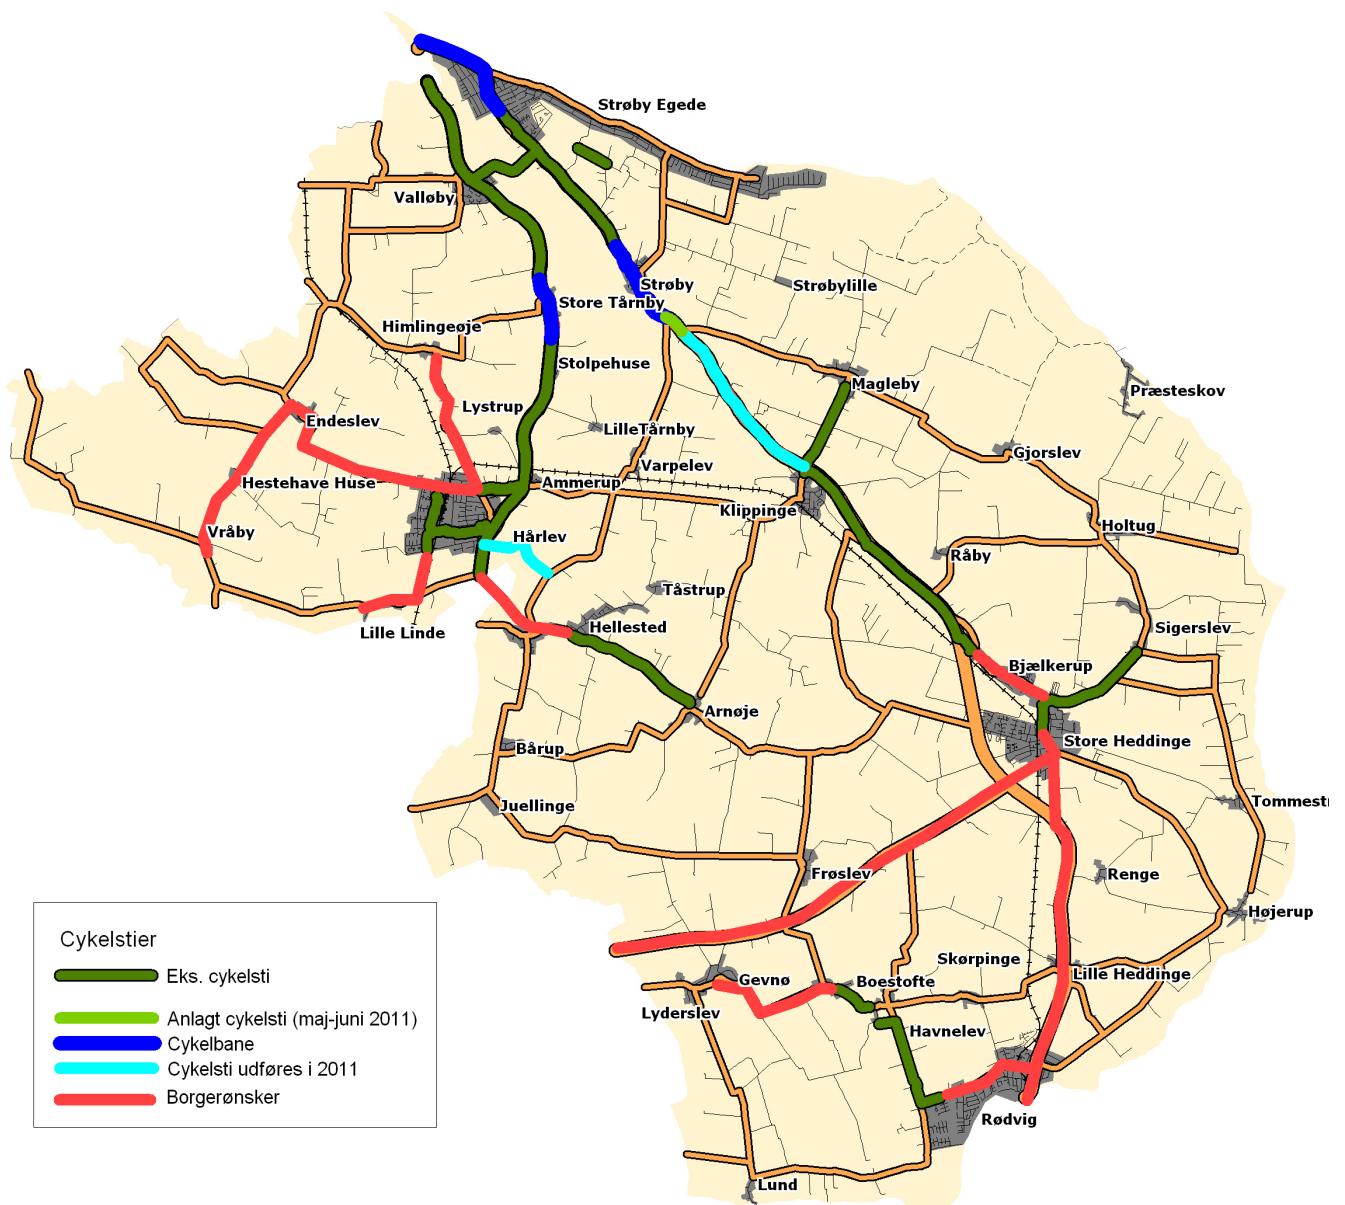 Strøby Egede
Valløby
Strøby
Strøbylille
Store Tårnby
Himlingeøje
Stolpehuse
Magleby
Præsteskov
Lystrup
Endeslev
LilleTårnby
Gjorslev
Varpelev
Hestehave Huse
Ammerup
Klippinge
Holtug
Vråby
Hårlev
Råby
Tåstrup
Lille Linde
Hellested
Sigerslev
Bjælkerup
Arnøje
Store Heddinge
Bårup
Juellinge
Frøslev
Renge
Højerup
Cykelstier
Eks. cykelsti
Anlagt cykelsti (maj-juni 2011)
Cykelbane
Cykelsti udføres i 2011
Borgerønsker
Skørpinge
Gevnø
Boestofte
Lille Heddinge
Lyderslev
Havnelev
Rødvig
Lund